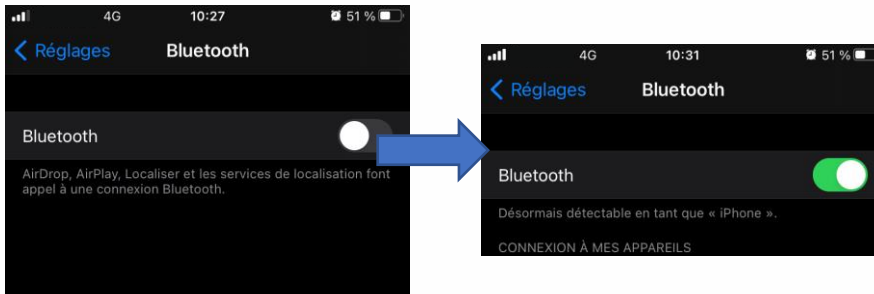 4G 10:27 51 %
Réglages Bluetooth
Bluetooth
AirDrop, AirPlay, Localiser et les services de localisation font
appel à une connexion Bluetooth.
4G 10:31 51 %
Réglages Bluetooth
Bluetooth
Désormais détectable en tant que « iPhone ».
CONNEXION À MES APPAREILS